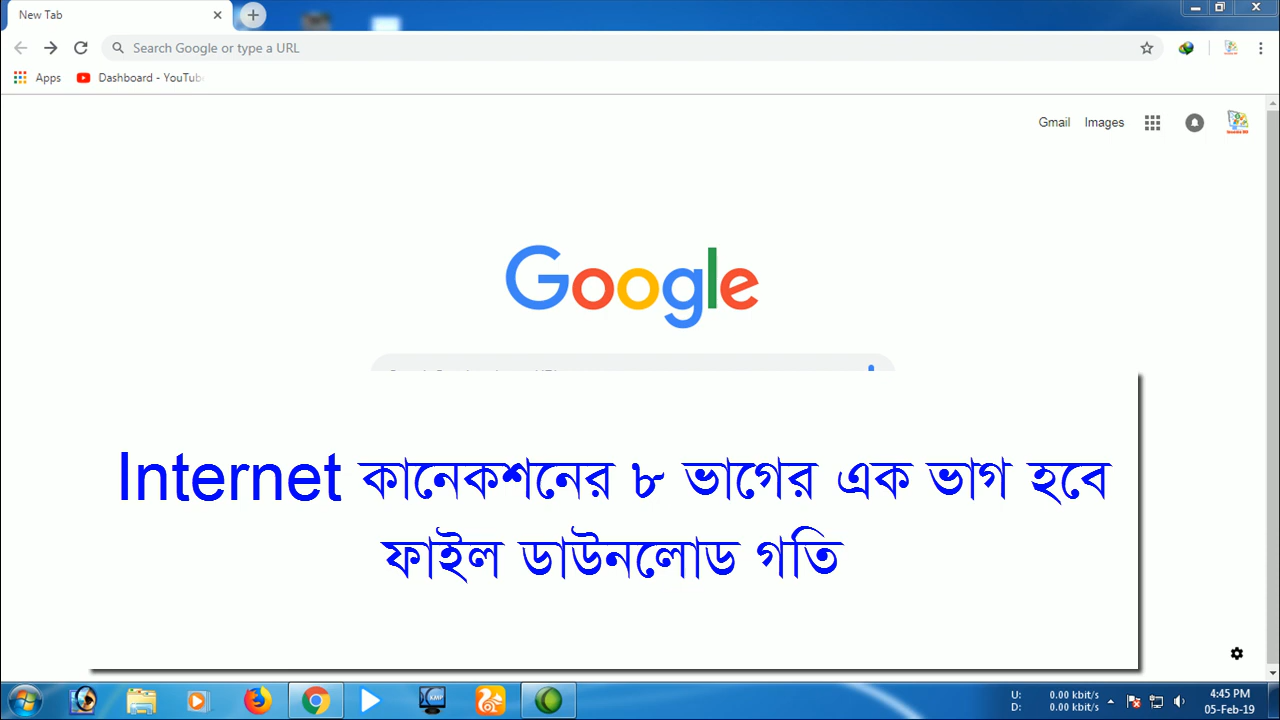 New Tab
Search Google or type a URL
Apps
Dashboard - YouTub
Gmail
Images
Google
Internet কানেকশনের ৮ ভাগের এক ভাগ হবে
ফাইল ডাউনলোড গতি
U: 0.00 kbit/s
D: 0.00 kbit/s
4:45 PM
05-Feb-19